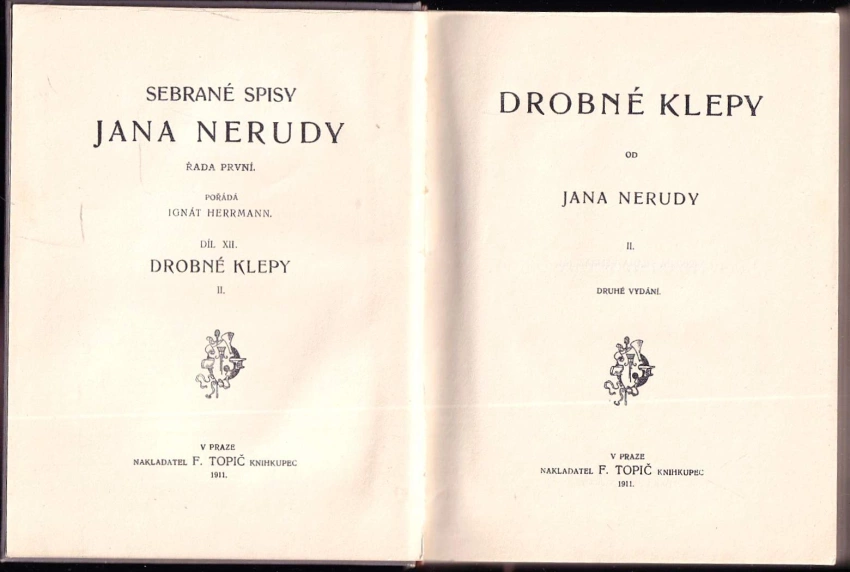 SEBRANÉ SPISY
JANA NERUDY
ŘADA PRVNÍ.
POŘÁDÁ
IGNÁT HERRMANN.
DÍL XII.
DROBNÉ KLEPY
II.
V PRAZE
NAKLADATEL F. TOPIČ KNIHKUPEC
1911.
DROBNÉ KLEPY
OD
JANA NERUDY
II.
DRUHÉ VYDÁNÍ.
V PRAZE
NAKLADATEL F. TOPIČ KNIHKUPEC
1911.